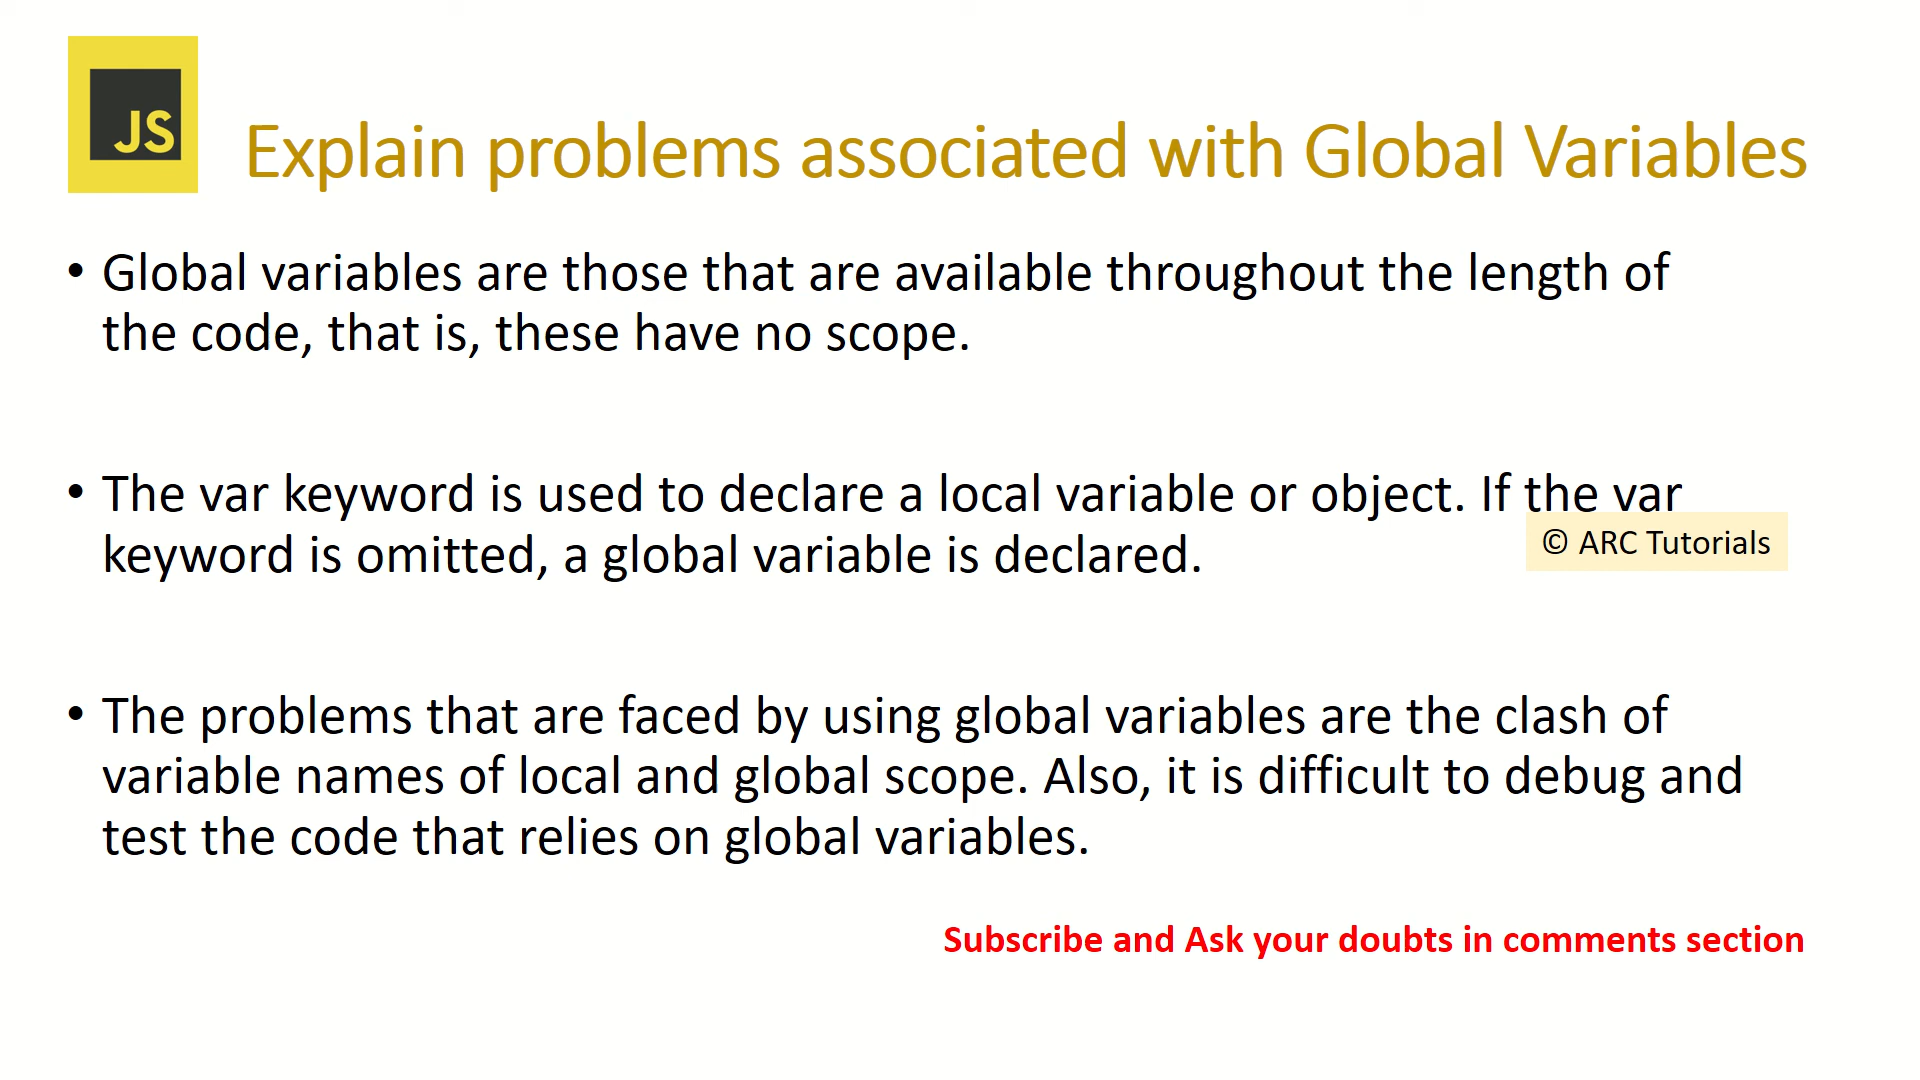 JS
Explain problems associated with Global Variables
• Global variables are those that are available throughout the length of
the code, that is, these have no scope.
• The var keyword is used to declare a local variable or object. If the var
keyword is omitted, a global variable is declared.
© ARC Tutorials
• The problems that are faced by using global variables are the clash of
variable names of local and global scope. Also, it is difficult to debug and
test the code that relies on global variables.
Subscribe and Ask your doubts in comments section